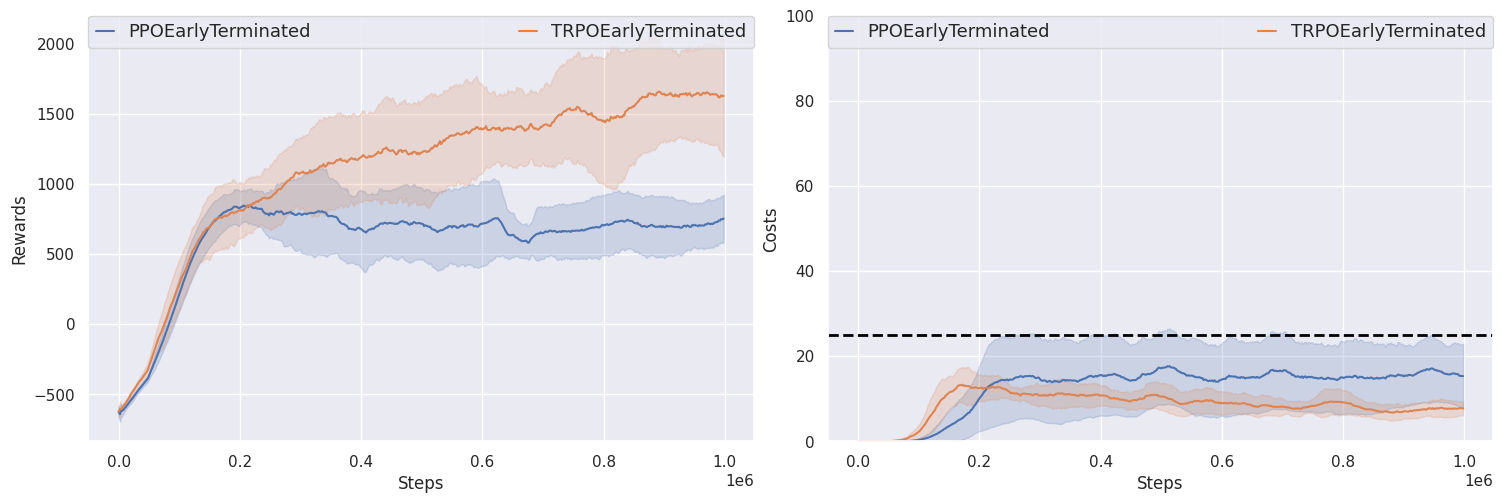 PPOEarlyTerminated TRPOEarlyTerminated
2000
1500
1000
500
0
−500
Rewards
0.0 0.2 0.4 0.6 0.8 1.0
1e6
Steps
PPOEarlyTerminated TRPOEarlyTerminated
100
80
60
40
20
0
Costs
0.0 0.2 0.4 0.6 0.8 1.0
1e6
Steps